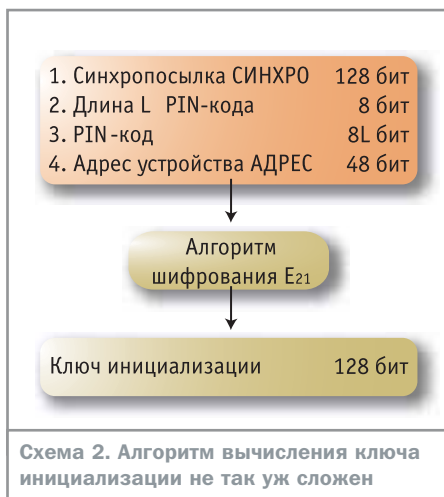 1. Синхропосылка СИНХРО 128 бит
2. Длина L PIN-кода 8 бит
3. PIN-код 8L бит
4. Адрес устройства АДРЕС 48 бит
Алгоритм
шифрования E21
Ключ инициализации 128 бит
Схема 2. Алгоритм вычисления ключа
инициализации не так уж сложен